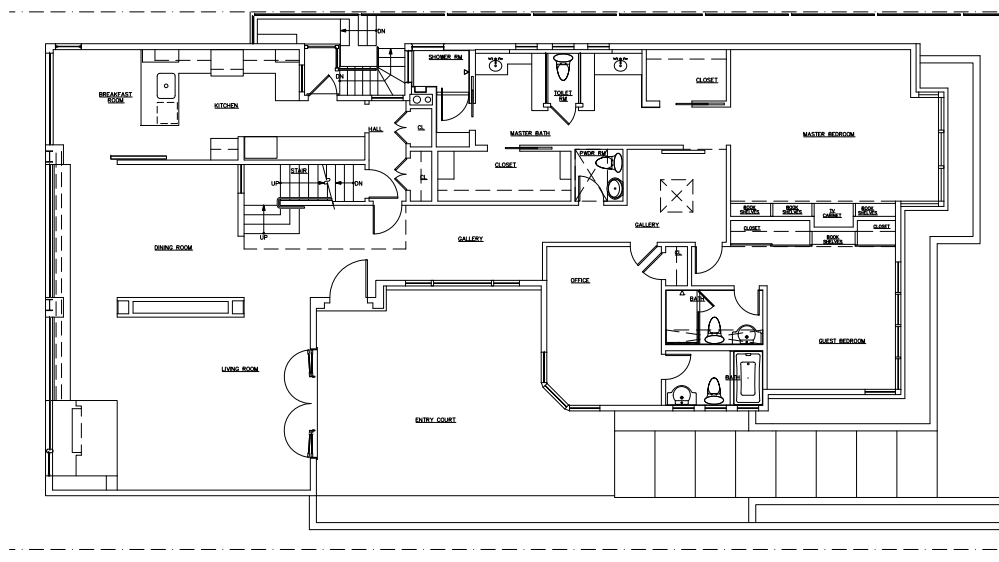 DN
SHOWER RM.
DN
CLOSET
BREAKFAST
ROOM
KITCHEN
TOILET
RM
HALL
CL
MASTER BATH
MASTER BEDROOM
PWDR RM
CLOSET
STAIR
UP
DN
CL
BOOK
SHELVES
BOOK
SHELVES
TV
CABINET
BOOK
SHELVES
GALLERY
CLOSET
CLOSET
UP
GALLERY
BOOK
SHELVES
DINING ROOM
CL
OFFICE
BATH
GUEST BEDROOM
LIVING ROOM
BATH
ENTRY COURT